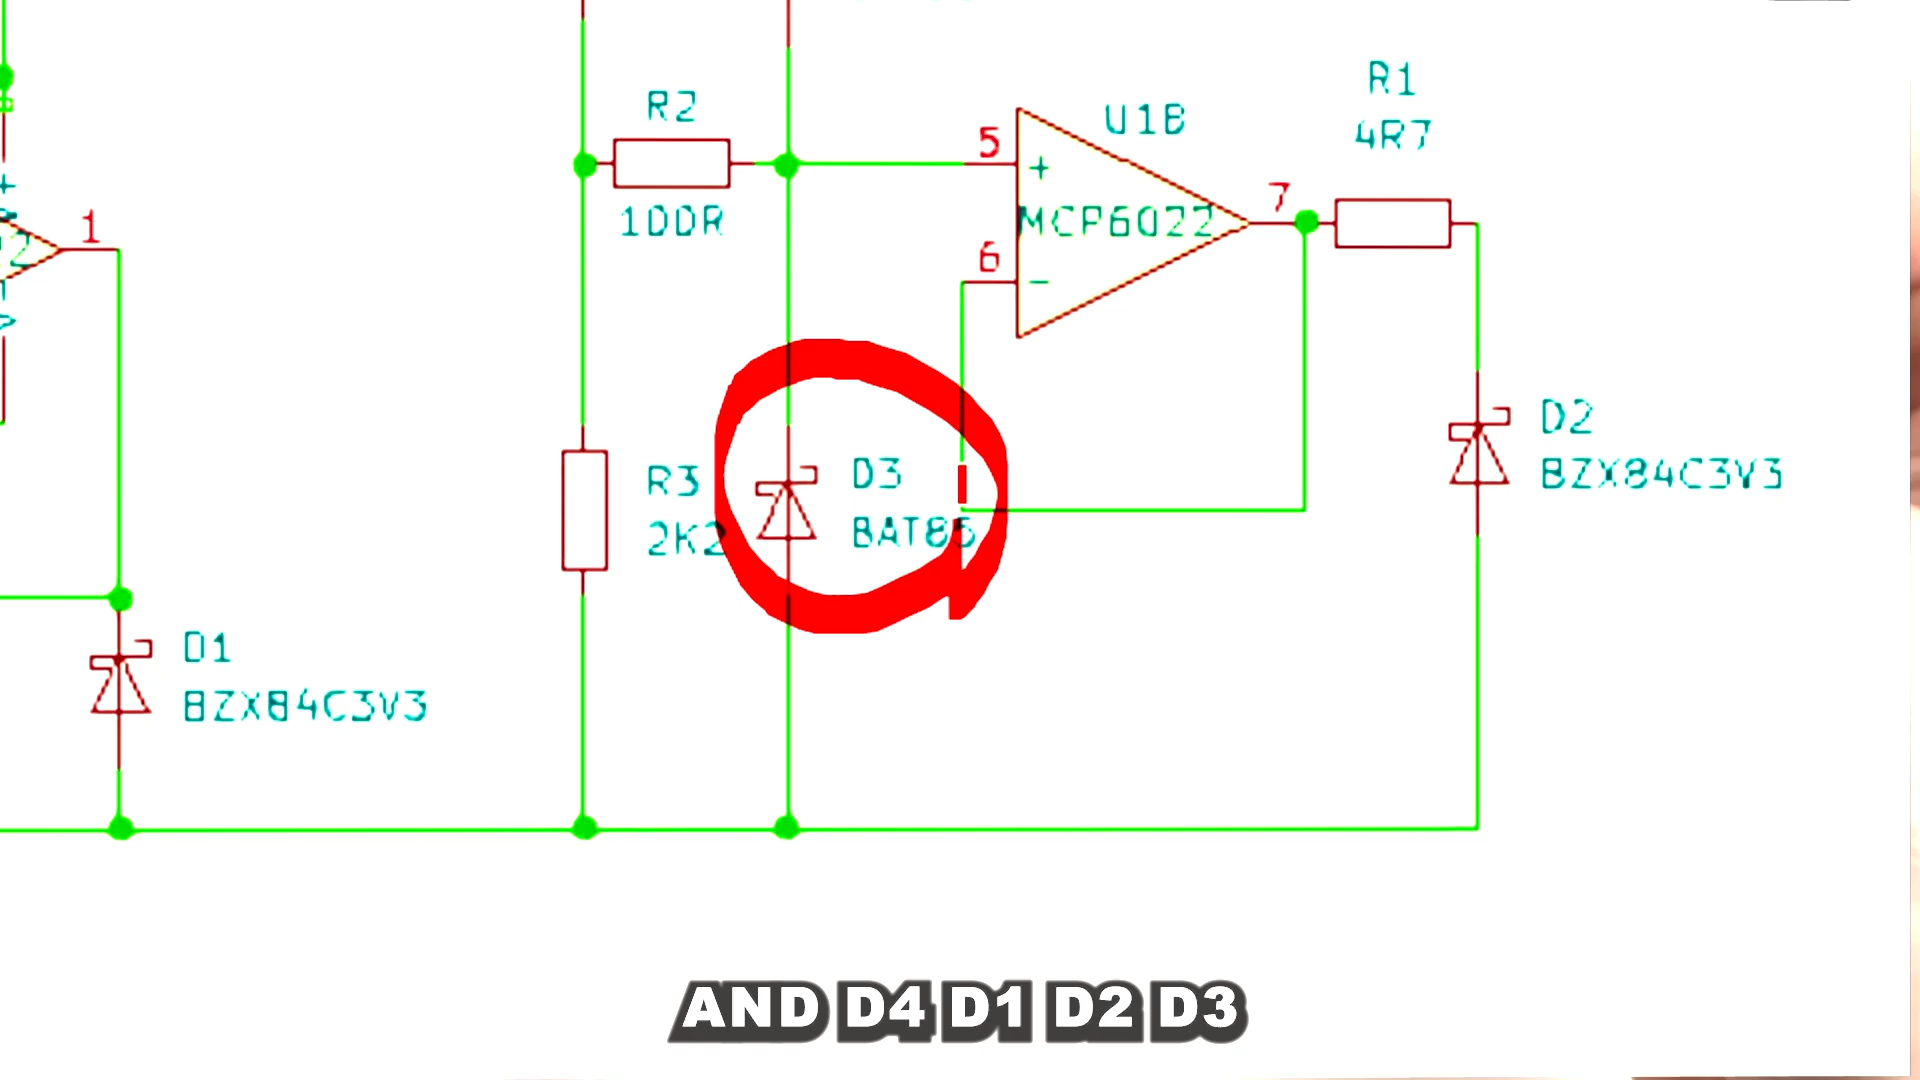 R1
4R7
R2
U1B
5
+
100R
MCP6022
7
1
6
−
D2
BZX84C3V3
R3
2K2
D3
BAT85
D1
BZX84C3V3
AND D4 D1 D2 D3